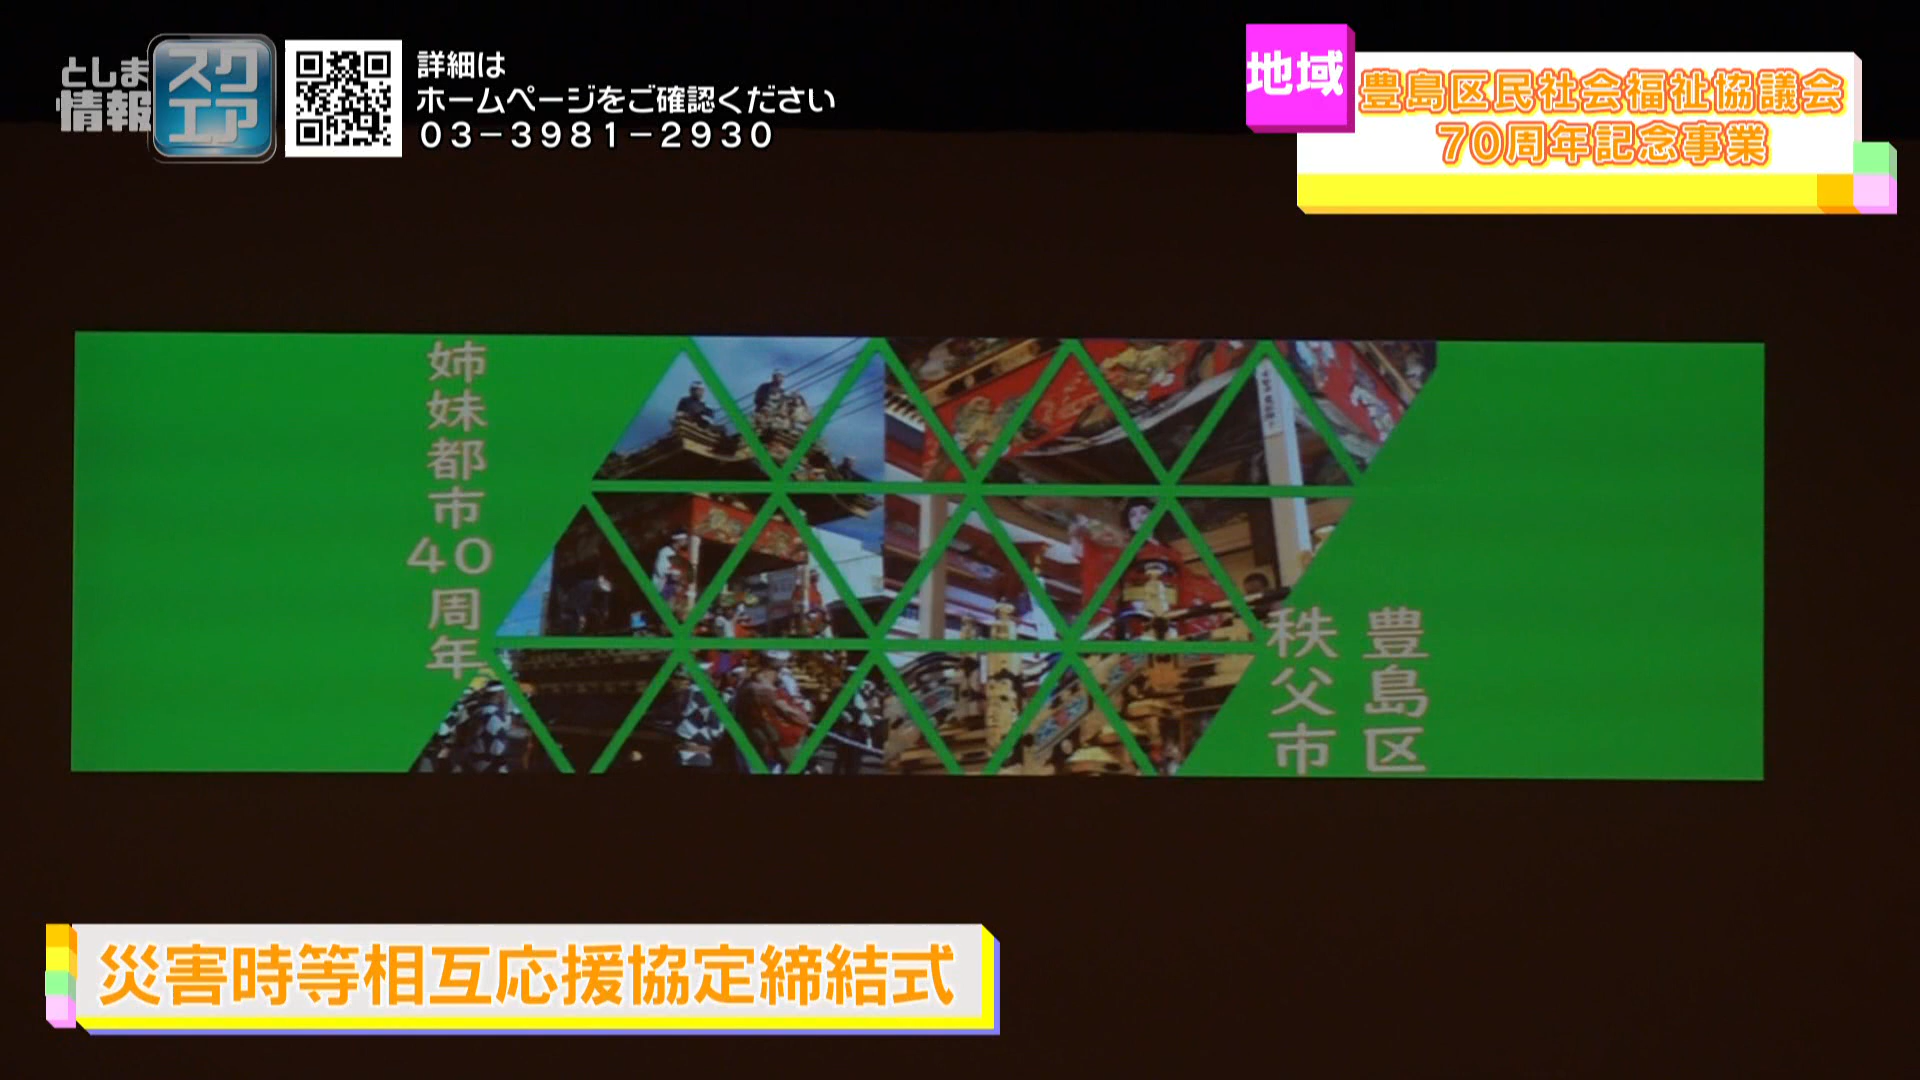 としま
情報
スク
エア
詳細は
ホームページをご確認ください
03-3981-2930
地域
豊島区民社会福祉協議会
70周年記念事業
姉妹都市40周年
豊島区
秩父市
災害時等相互応援協定締結式